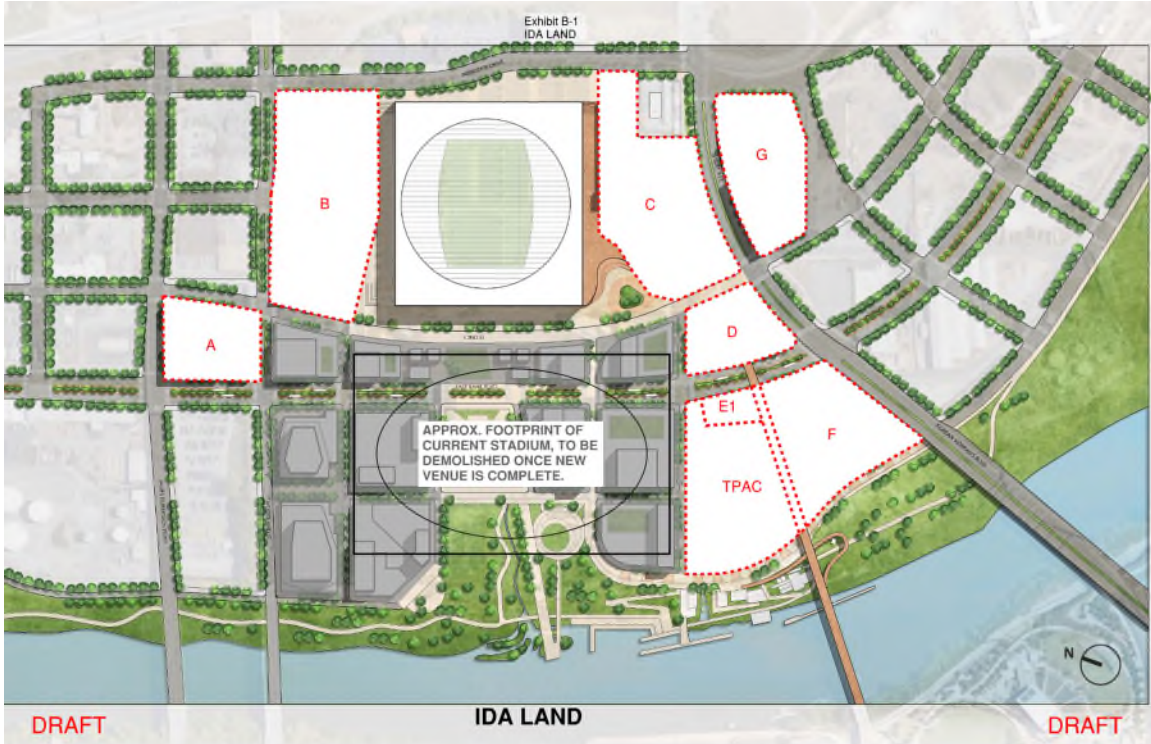 Exhibit B-1
IDA LAND
G
B
C
D
A
E1
APPROX. FOOTPRINT OF
CURRENT STADIUM, TO BE
DEMOLISHED ONCE NEW
VENUE IS COMPLETE.
F
TPAC
N
IDA LAND
DRAFT
DRAFT